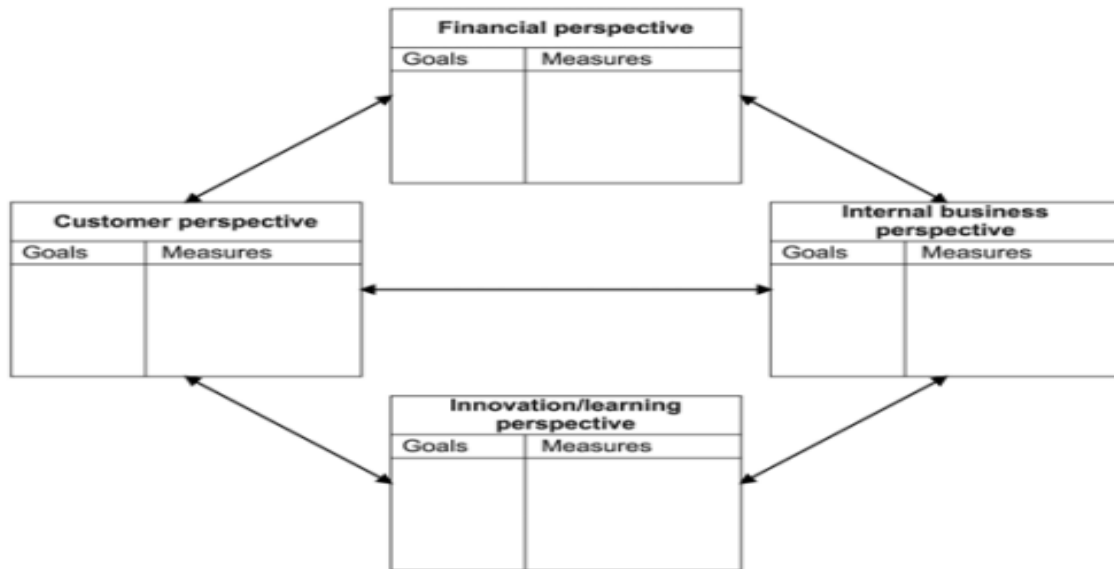 Financial perspective
Goals Measures
Customer perspective
Goals Measures
Internal business
perspective
Goals Measures
Innovation/learning
perspective
Goals Measures